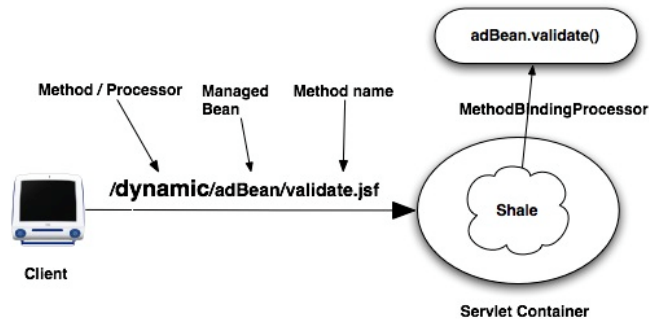 adBean.validate()
Method / Processor
Managed
Bean
Method name
MethodBindingProcessor
/dynamic/adBean/validate.jsf
Shale
Client
Servlet Container